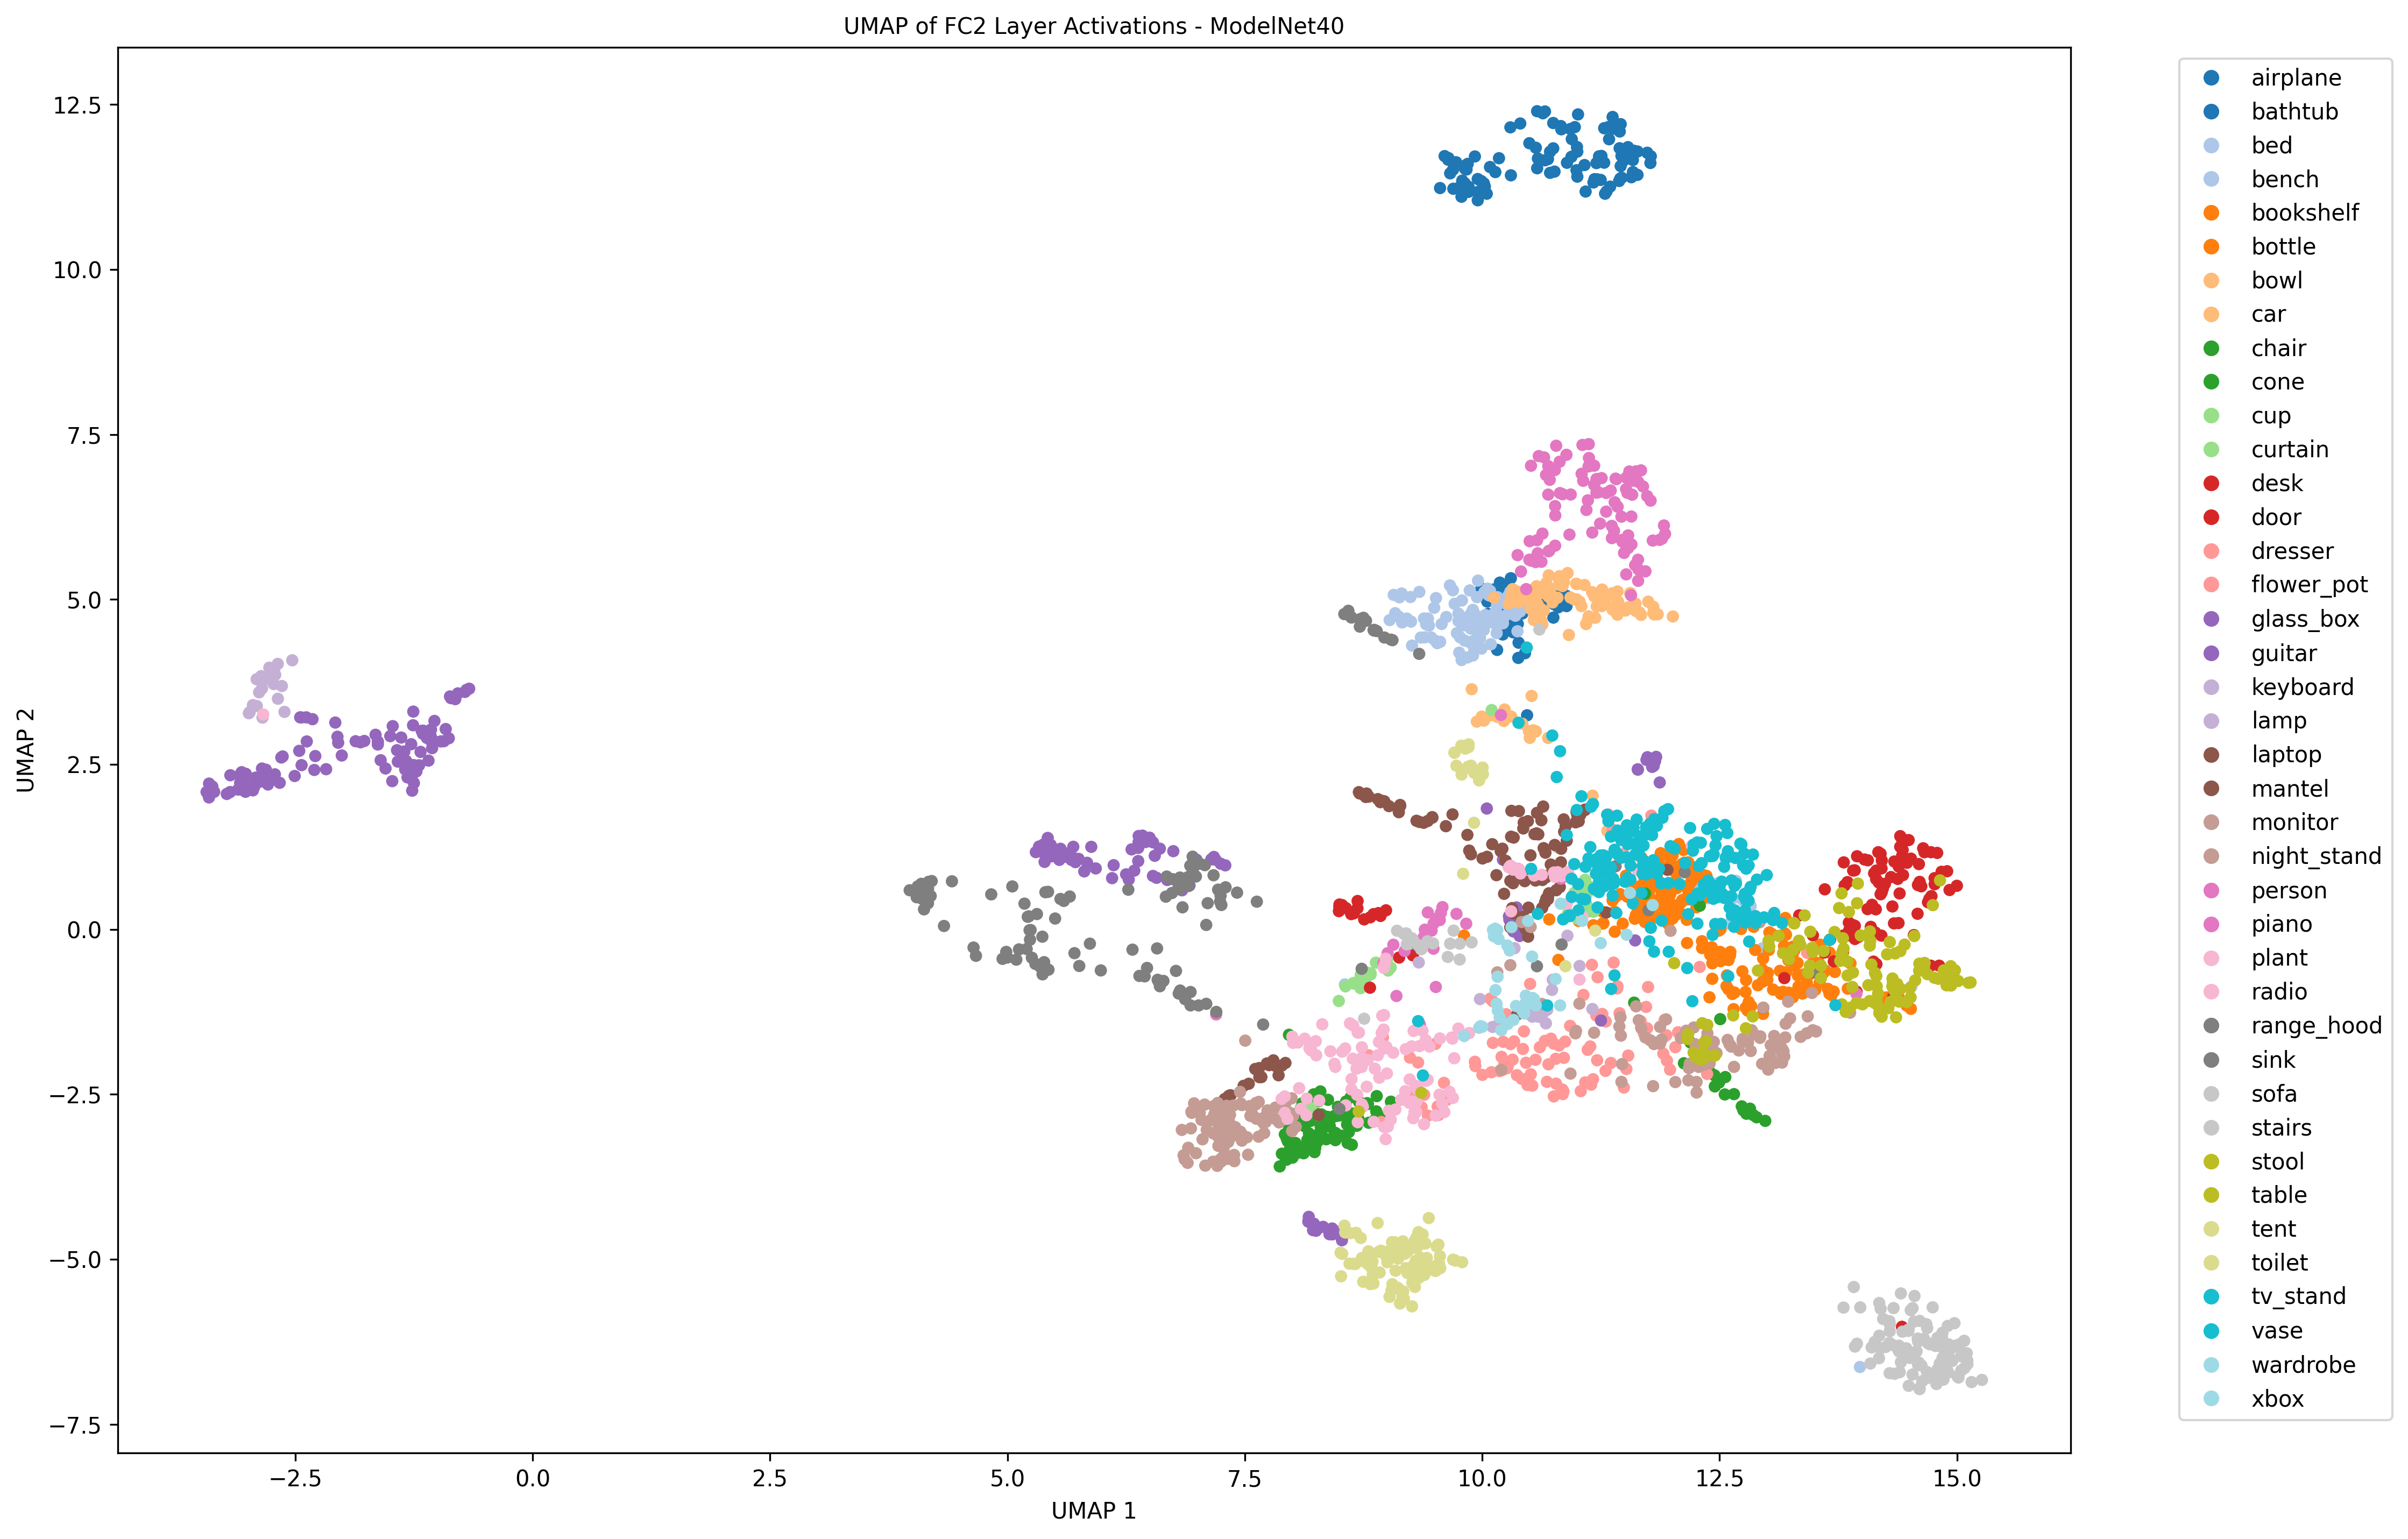 UMAP of FC2 Layer Activations - ModelNet40
12.5
10.0
7.5
5.0
2.5
0.0
−2.5
−5.0
−7.5
UMAP 2
−2.5
0.0
2.5
5.0
7.5
10.0
12.5
15.0
UMAP 1
airplane
bathtub
bed
bench
bookshelf
bottle
bowl
car
chair
cone
cup
curtain
desk
door
dresser
flower_pot
glass_box
guitar
keyboard
lamp
laptop
mantel
monitor
night_stand
person
piano
plant
radio
range_hood
sink
sofa
stairs
stool
table
tent
toilet
tv_stand
vase
wardrobe
xbox